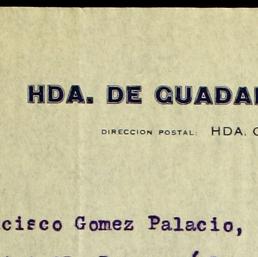 HDA. DE GUADA
DIRECCION POSTAL: HDA.
cisco Gomez Palacio,